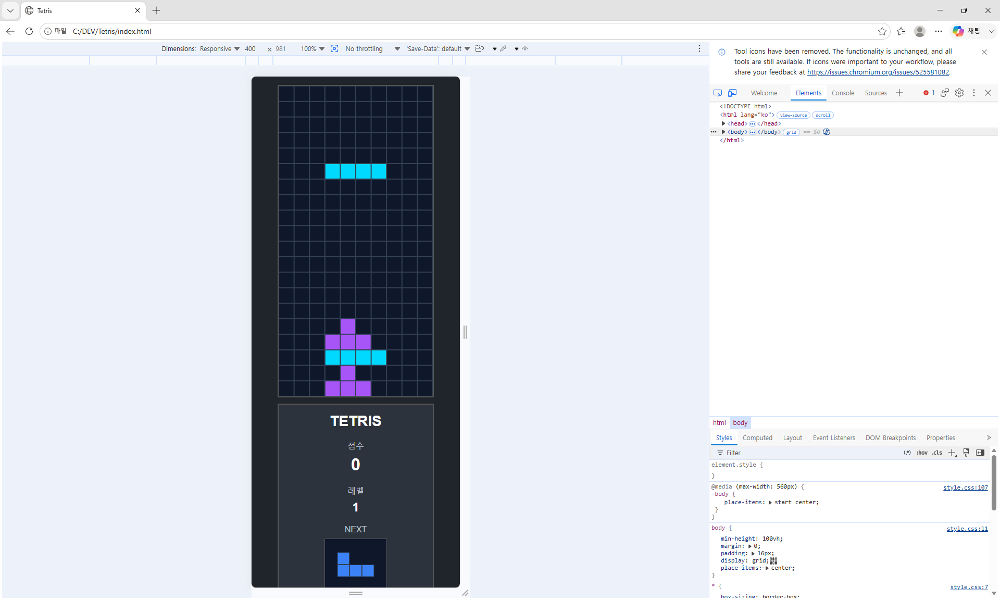 Tetris
파일 C:/DEV/Tetris/index.html
채팅
Dimensions: Responsive 400 × 981 100% No throttling 'Save-Data': default
TETRIS
점수
0
레벨
1
NEXT
Tool icons have been removed. The functionality is unchanged, and all
tools are still available. If icons were important to your workflow, please
share your feedback at https://issues.chromium.org/issues/525581082.
Welcome Elements Console Sources 1
<!DOCTYPE html>
<html lang="ko"> view-source scroll
<head> </head>
<body> </body> grid == $0
</html>
html body
Styles Computed Layout Event Listeners DOM Breakpoints Properties
Filter (.*) :hov .cls
element.style {
}
@media (max-width: 560px) { style.css:107
body {
place-items: start center;
}
}
body { style.css:11
min-height: 100vh;
margin: 0;
padding: 16px;
display: grid;
place-items: center;
}
* { style.css:7
box-sizing: border-box;